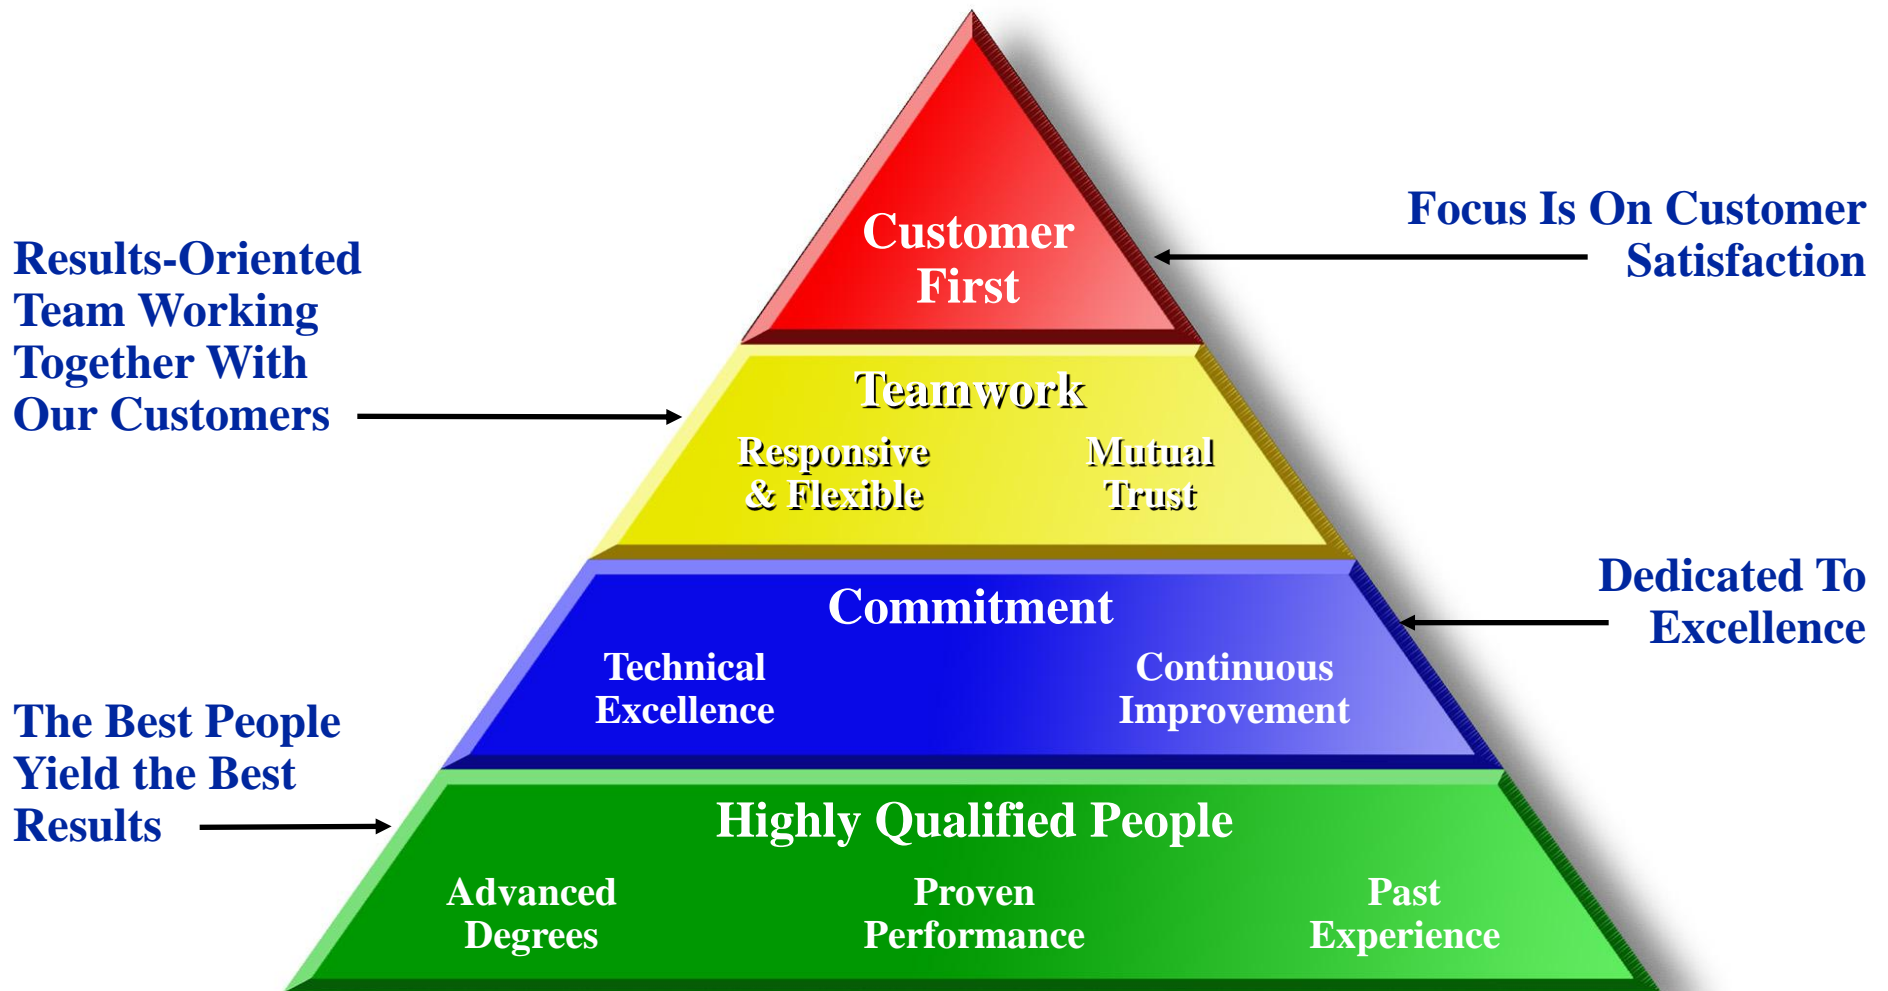 Customer
First
Focus Is On Customer
Satisfaction
Results-Oriented
Team Working
Together With
Our Customers
Teamwork
Responsive
& Flexible
Mutual
Trust
Commitment
Technical
Excellence
Continuous
Improvement
Dedicated To
Excellence
The Best People
Yield the Best
Results
Highly Qualified People
Advanced
Degrees
Proven
Performance
Past
Experience